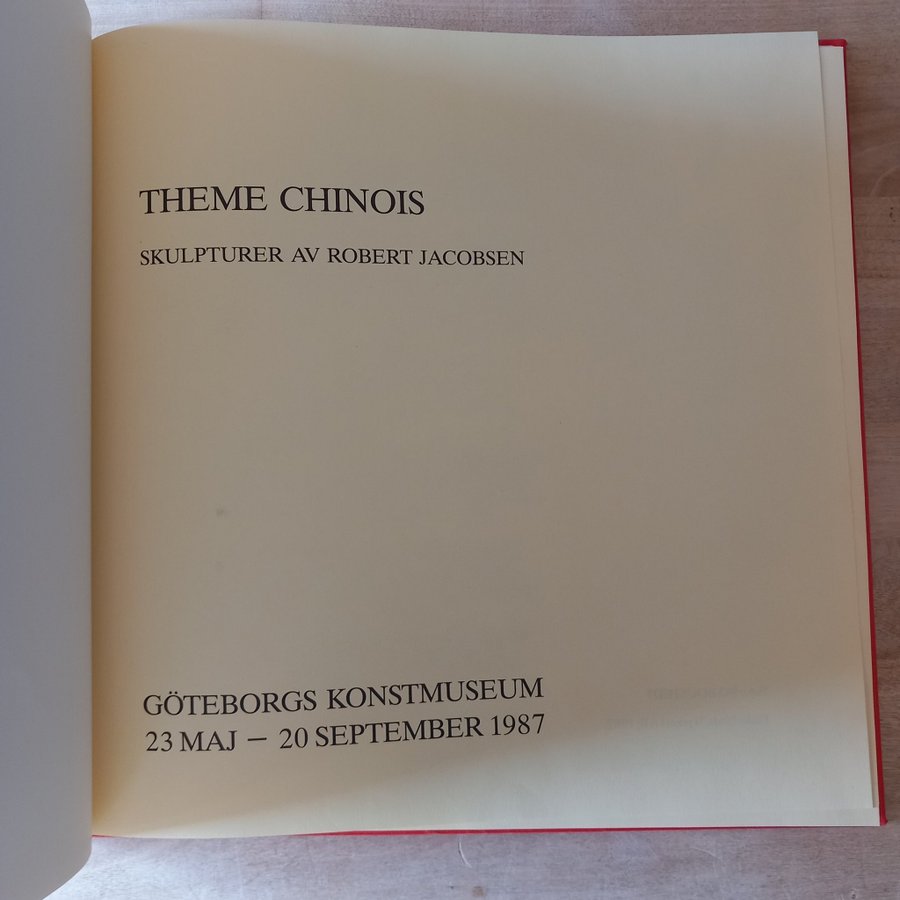 THEME CHINOIS
SKULPTURER AV ROBERT JACOBSEN
GÖTEBORGS KONSTMUSEUM
23 MAJ – 20 SEPTEMBER 1987